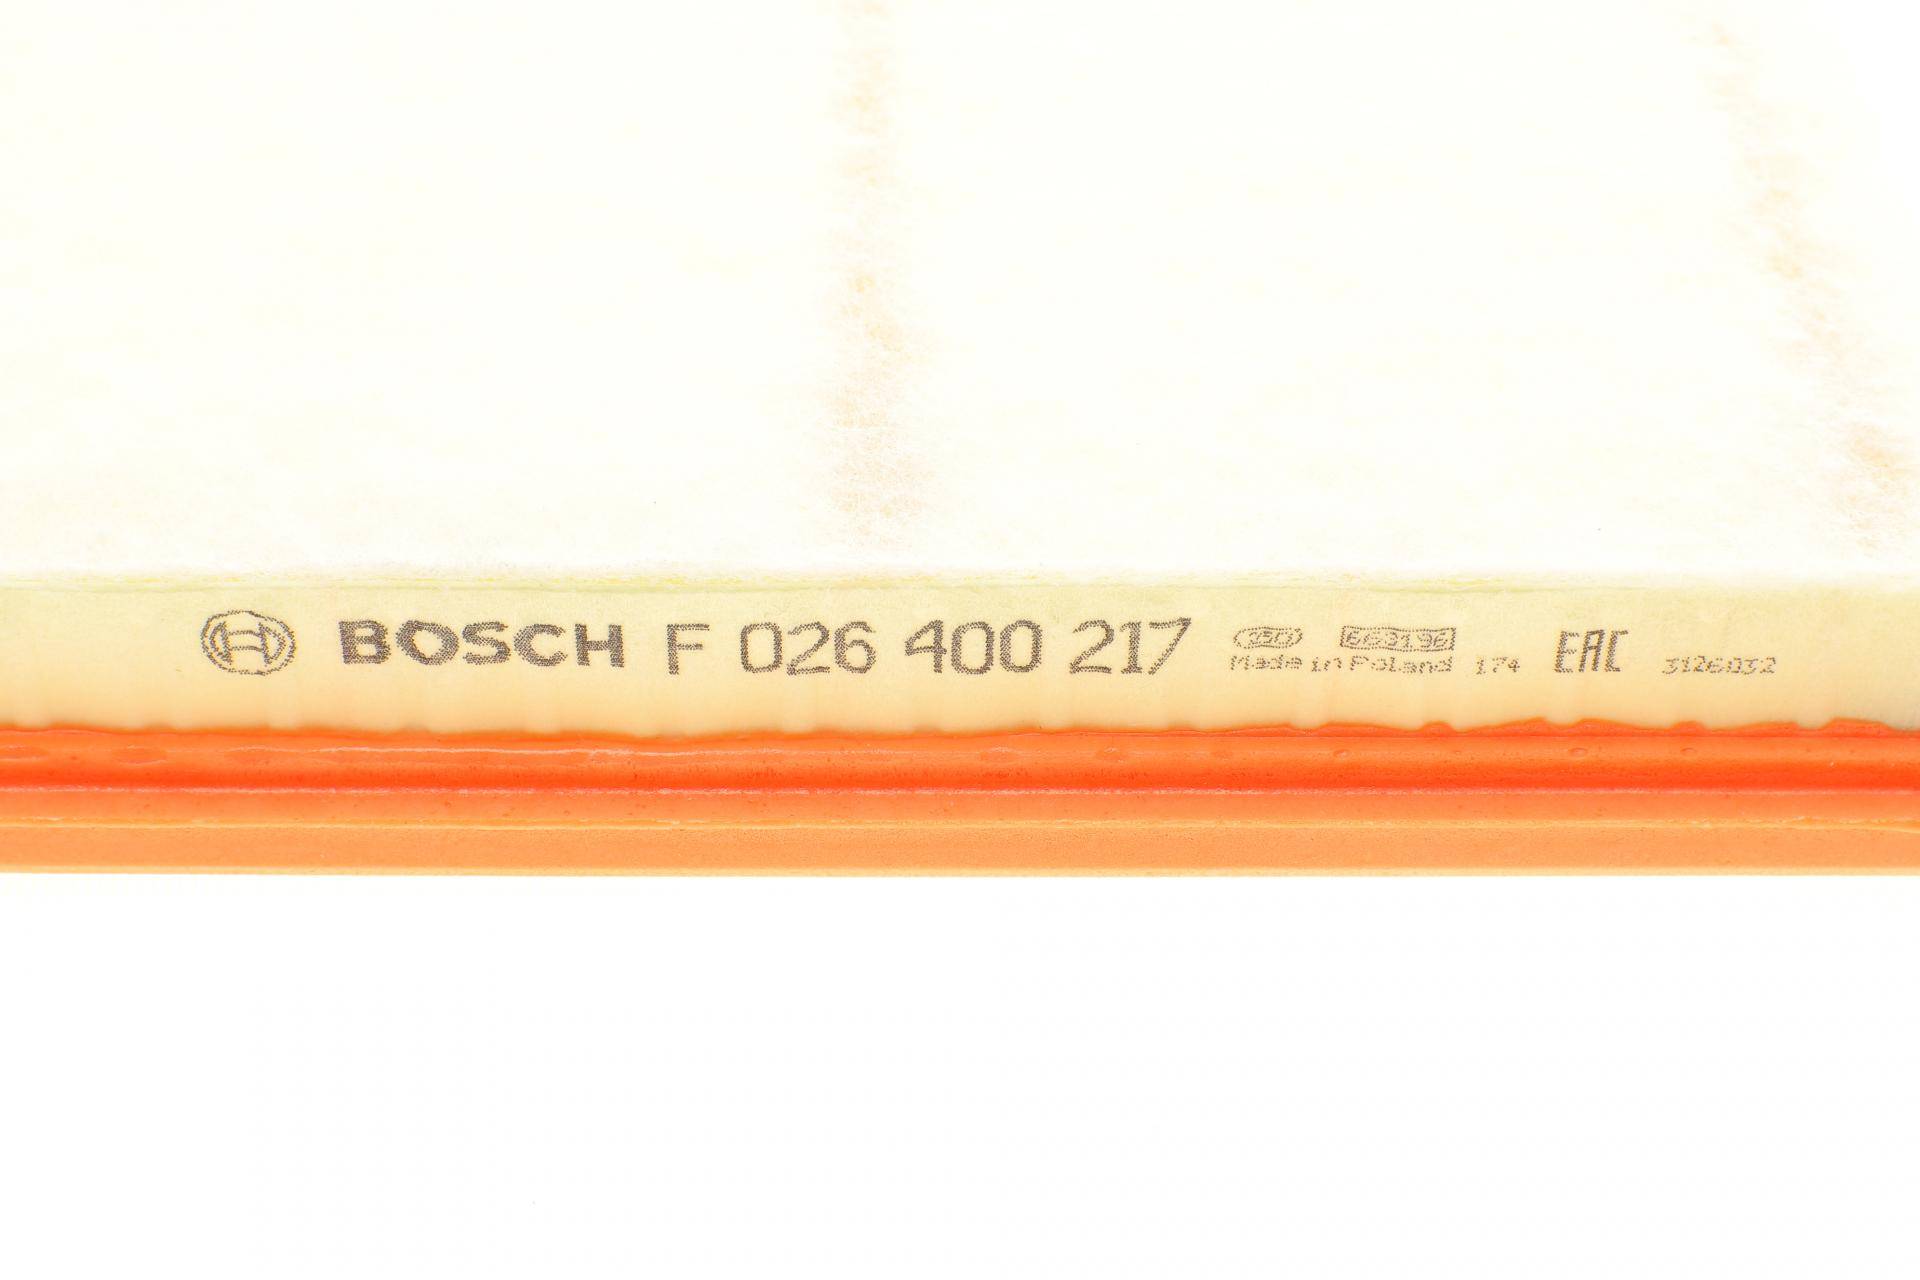 BOSCH F 026 400 217
Made in Poland 174 EAC 3126032